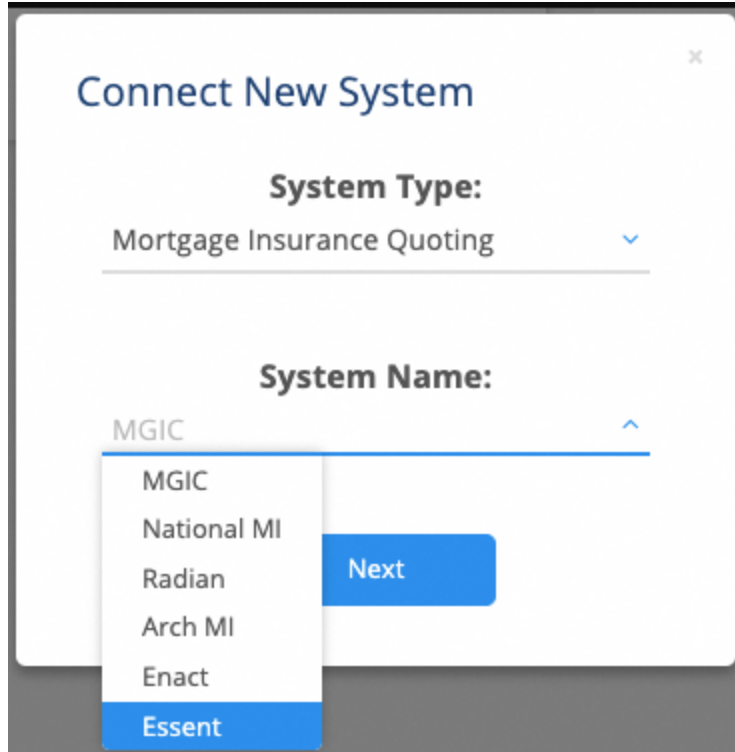 ×
Connect New System
System Type:
Mortgage Insurance Quoting
System Name:
MGIC
MGIC
National MI
Radian
Arch MI
Enact
Essent
Next